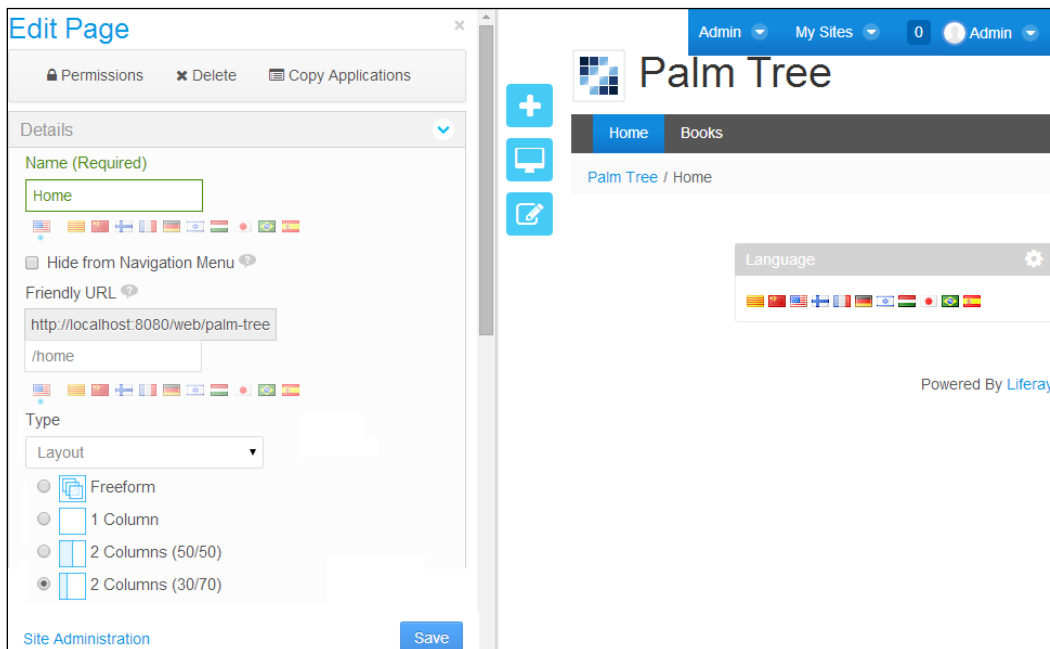 Edit Page
×
Permissions Delete Copy Applications
Details
Name (Required)
Home
Hide from Navigation Menu ?
Friendly URL ?
http://localhost:8080/web/palm-tree
/home
Type
Layout
Freeform
1 Column
2 Columns (50/50)
2 Columns (30/70)
Site Administration
Save
Admin My Sites 0 Admin
Palm Tree
Home Books
Palm Tree / Home
Language
Powered By Liferay